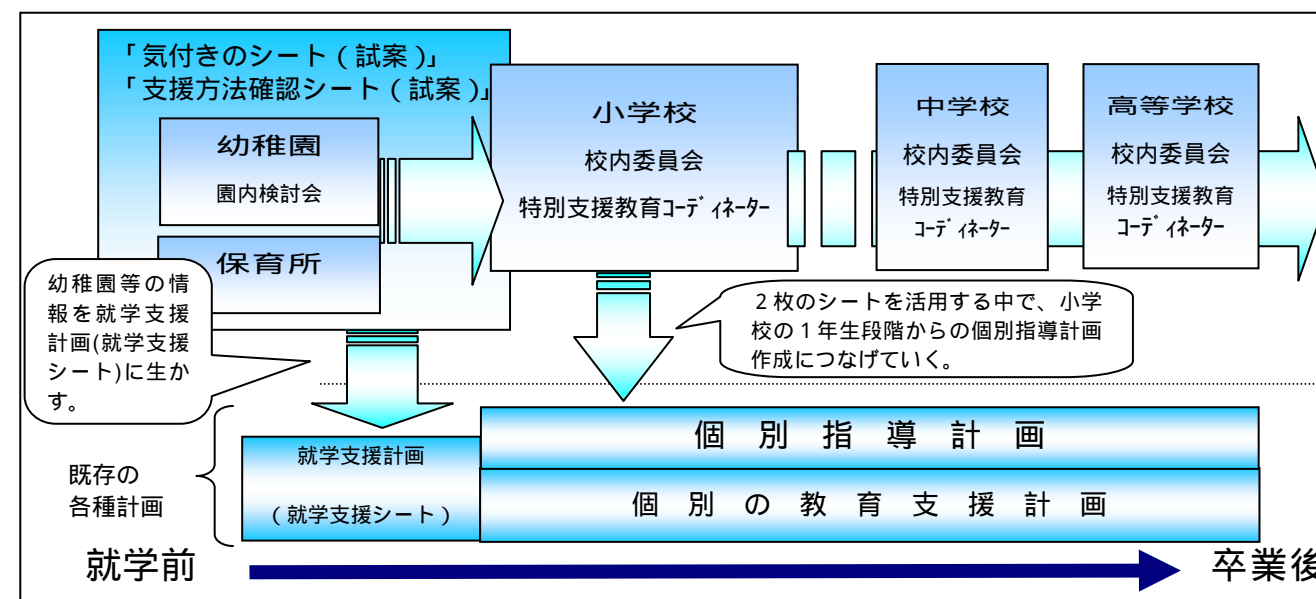 「気付きのシート(試案)」
「支援方法確認シート(試案)」
幼稚園
園内検討会
保育所
小学校
校内委員会
特別支援教育ｺｰﾃﾞｨﾈｰﾀｰ
中学校
校内委員会
特別支援教育
ｺｰﾃﾞｨﾈｰﾀｰ
高等学校
校内委員会
特別支援教育
ｺｰﾃﾞｨﾈｰﾀｰ
幼稚園等の情
報を就学支援
計画(就学支援
シート)に生か
す。
２枚のシートを活用する中で、小学
校の１年生段階からの個別指導計画
作成につなげていく。
既存の
各種計画
就学支援計画
(就学支援シート)
個別指導計画
個別の教育支援計画
就学前
卒業後